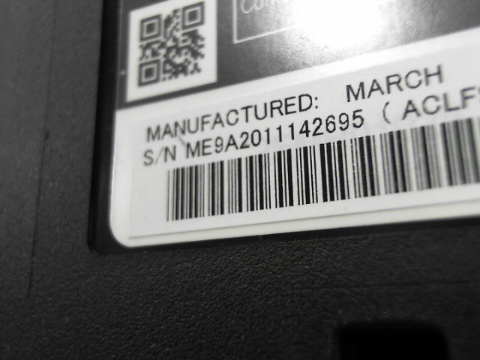 MANUFACTURED: MARCH
S/N ME9A2011142695 ( ACLF